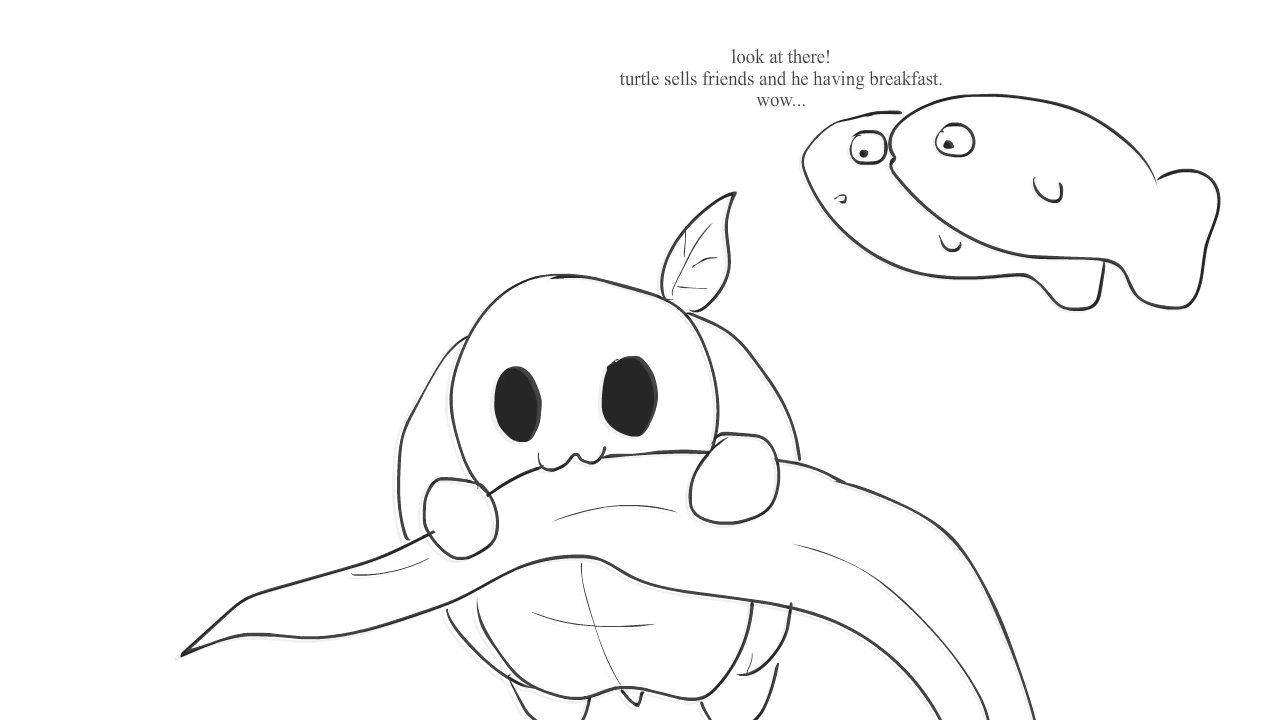 look at there!
turtle sells friends and he having breakfast.
wow...